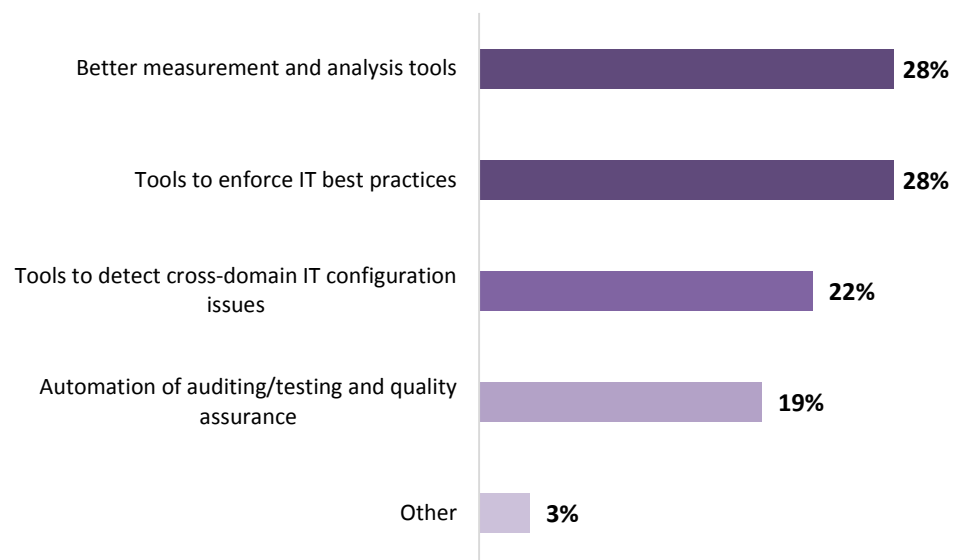 Better measurement and analysis tools
28%
Tools to enforce IT best practices
28%
Tools to detect cross-domain IT configuration
issues
22%
Automation of auditing/testing and quality
assurance
19%
Other
3%